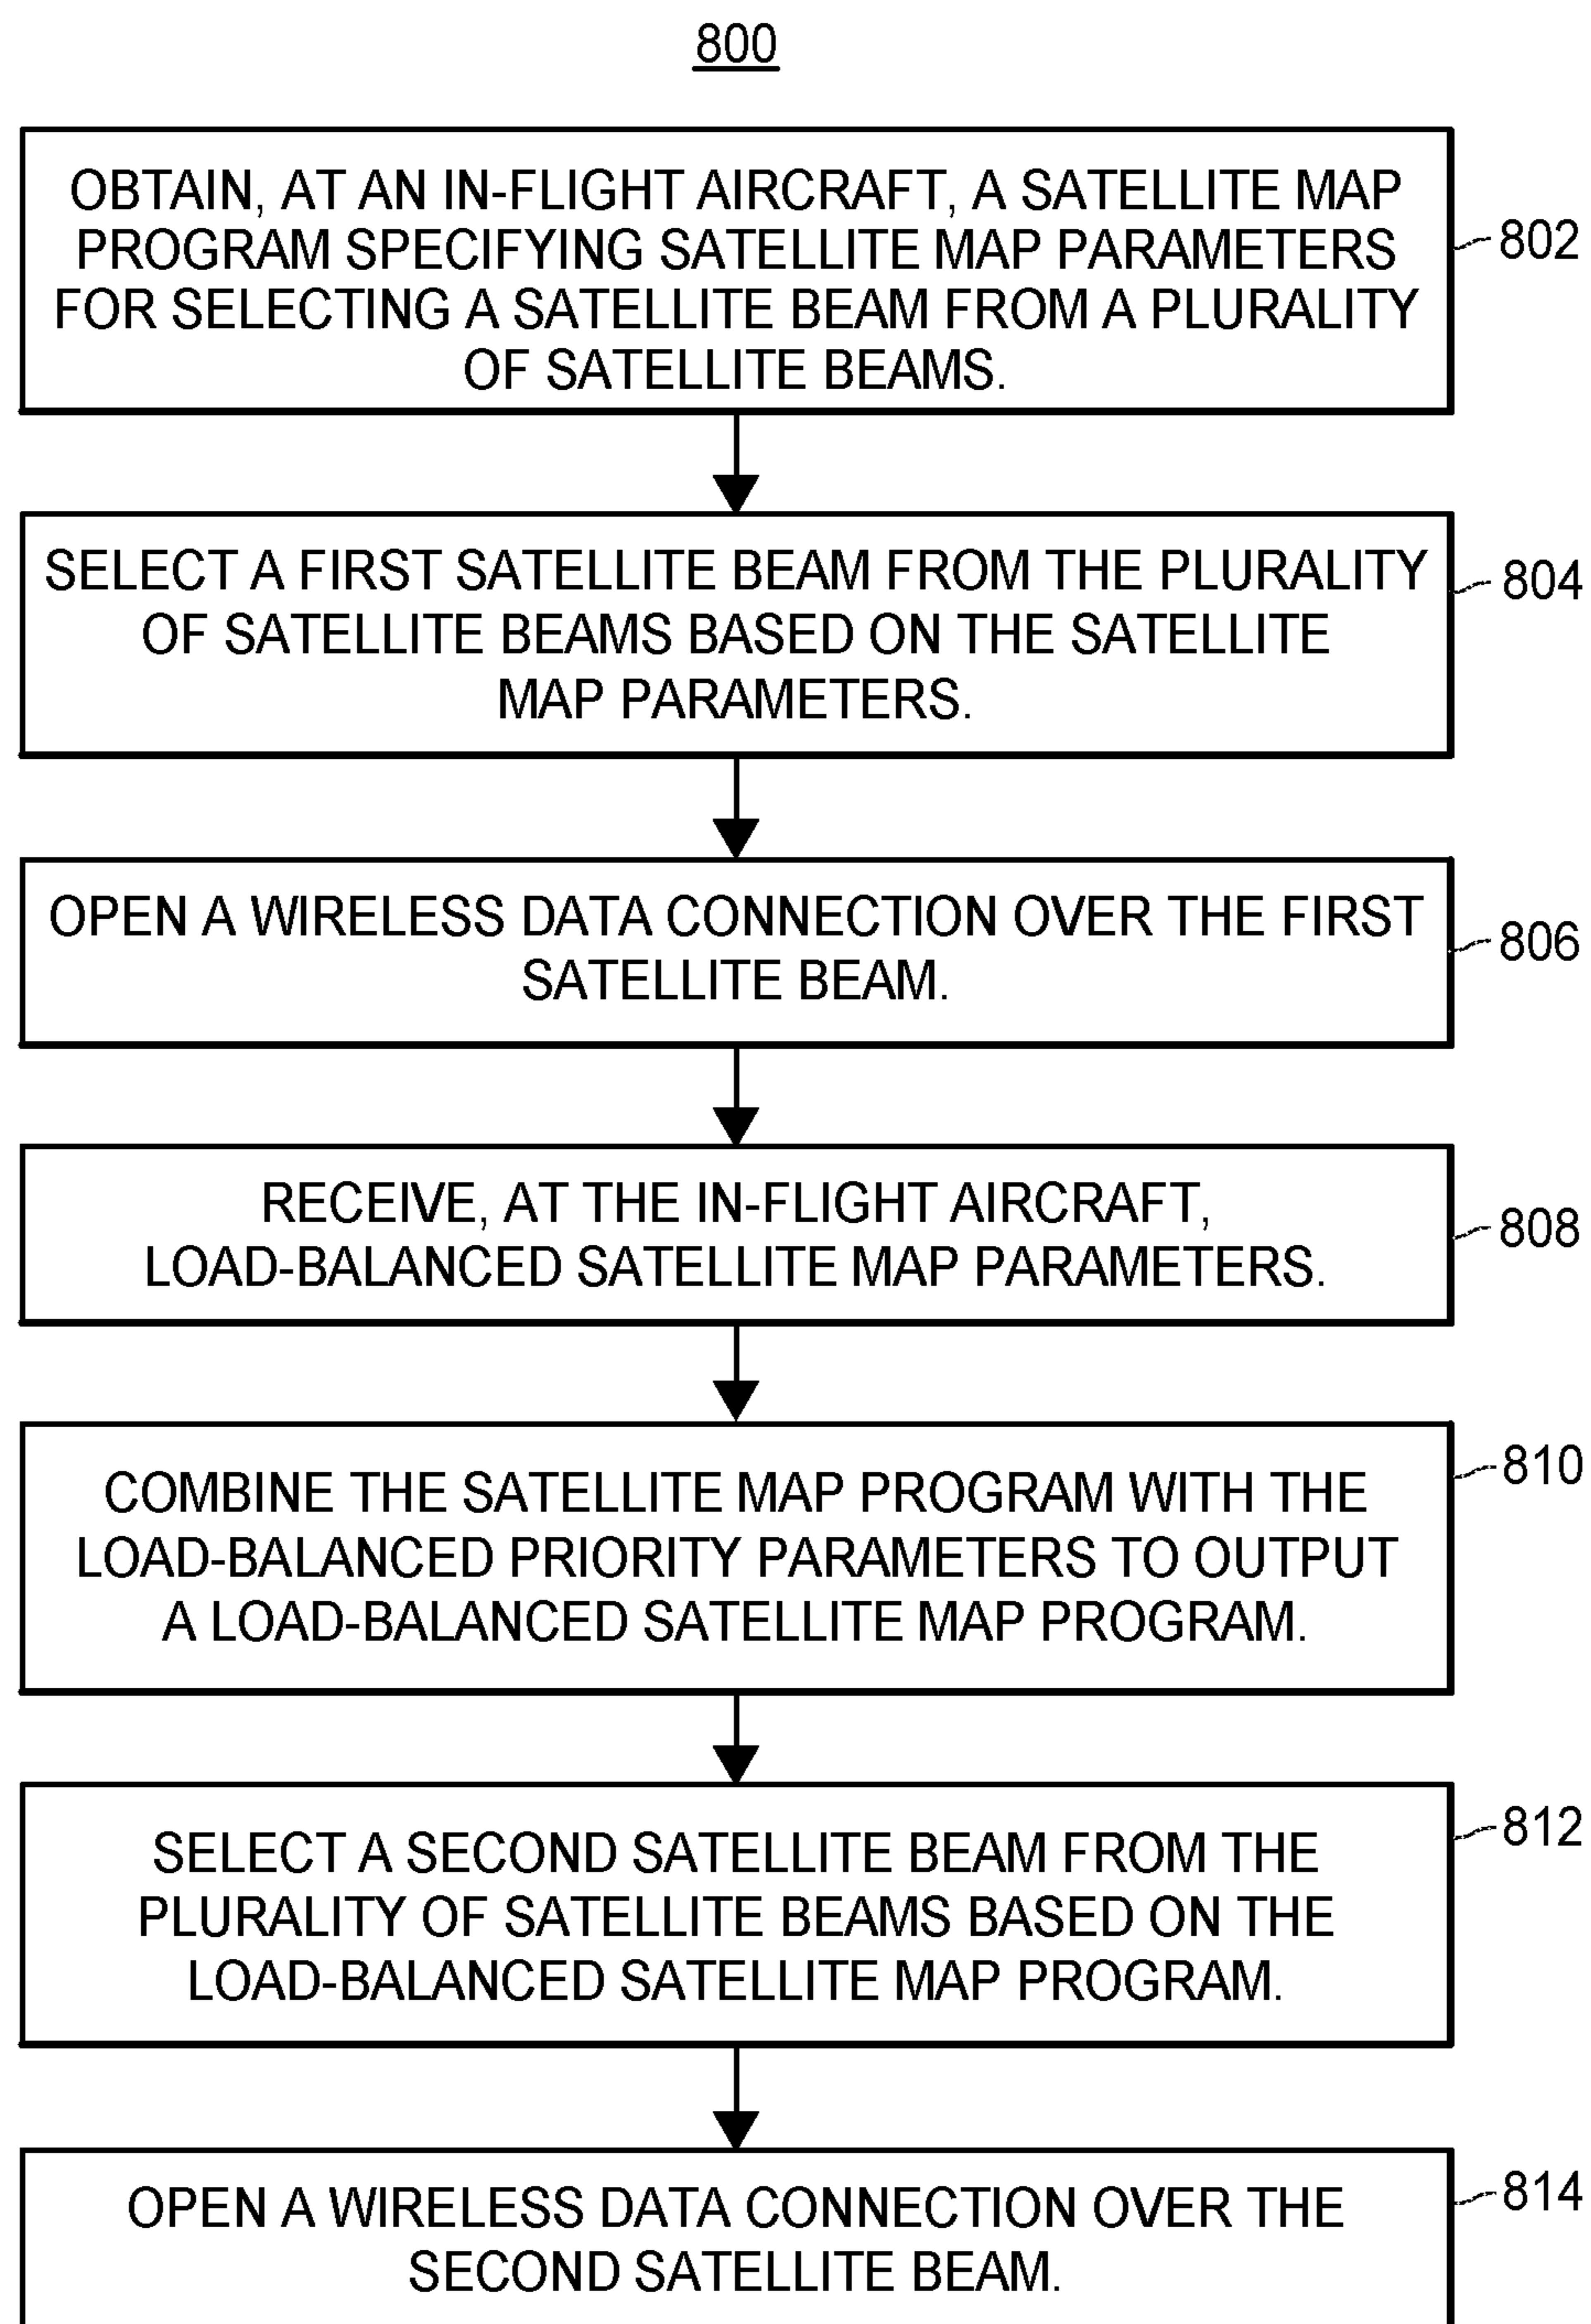 800
OBTAIN, AT AN IN-FLIGHT AIRCRAFT, A SATELLITE MAP
PROGRAM SPECIFYING SATELLITE MAP PARAMETERS
FOR SELECTING A SATELLITE BEAM FROM A PLURALITY
OF SATELLITE BEAMS.
802
SELECT A FIRST SATELLITE BEAM FROM THE PLURALITY
OF SATELLITE BEAMS BASED ON THE SATELLITE
MAP PARAMETERS.
804
OPEN A WIRELESS DATA CONNECTION OVER THE FIRST
SATELLITE BEAM.
806
RECEIVE, AT THE IN-FLIGHT AIRCRAFT,
LOAD-BALANCED SATELLITE MAP PARAMETERS.
808
COMBINE THE SATELLITE MAP PROGRAM WITH THE
LOAD-BALANCED PRIORITY PARAMETERS TO OUTPUT
A LOAD-BALANCED SATELLITE MAP PROGRAM.
810
SELECT A SECOND SATELLITE BEAM FROM THE
PLURALITY OF SATELLITE BEAMS BASED ON THE
LOAD-BALANCED SATELLITE MAP PROGRAM.
812
OPEN A WIRELESS DATA CONNECTION OVER THE
SECOND SATELLITE BEAM.
814